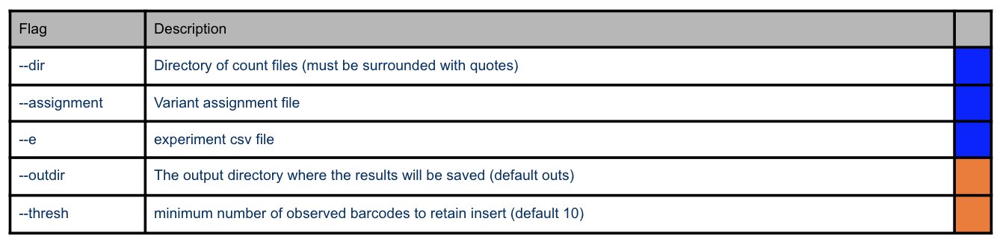 Flag Description
--dir Directory of count files (must be surrounded with quotes)
--assignment Variant assignment file
--e experiment csv file
--outdir The output directory where the results will be saved (default outs)
--thresh minimum number of observed barcodes to retain insert (default 10)